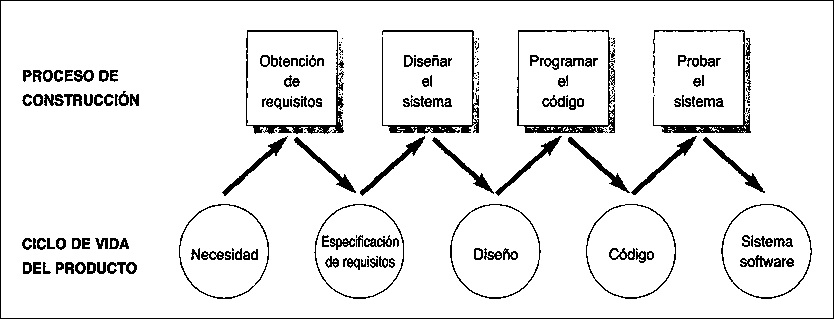 PROCESO DE
CONSTRUCCIÓN
Obtención
de
requisitos
Diseñar
el
sistema
Programar
el
código
Probar
el
sistema
CICLO DE VIDA
DEL PRODUCTO
Necesidad
Especificación
de requisitos
Diseño
Código
Sistema
software